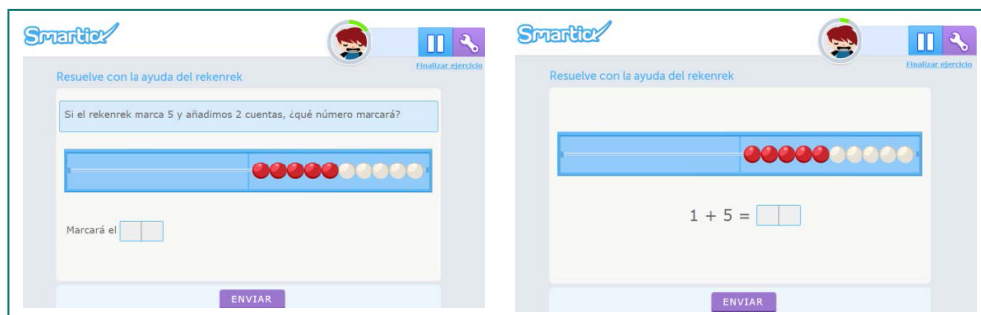 Smartick
Finalizar ejercicio
Resuelve con la ayuda del rekenrek
Si el rekenrek marca 5 y añadimos 2 cuentas, ¿qué número marcará?
Marcará el
ENVIAR
Smartick
Finalizar ejercicio
Resuelve con la ayuda del rekenrek
1 + 5 =
ENVIAR